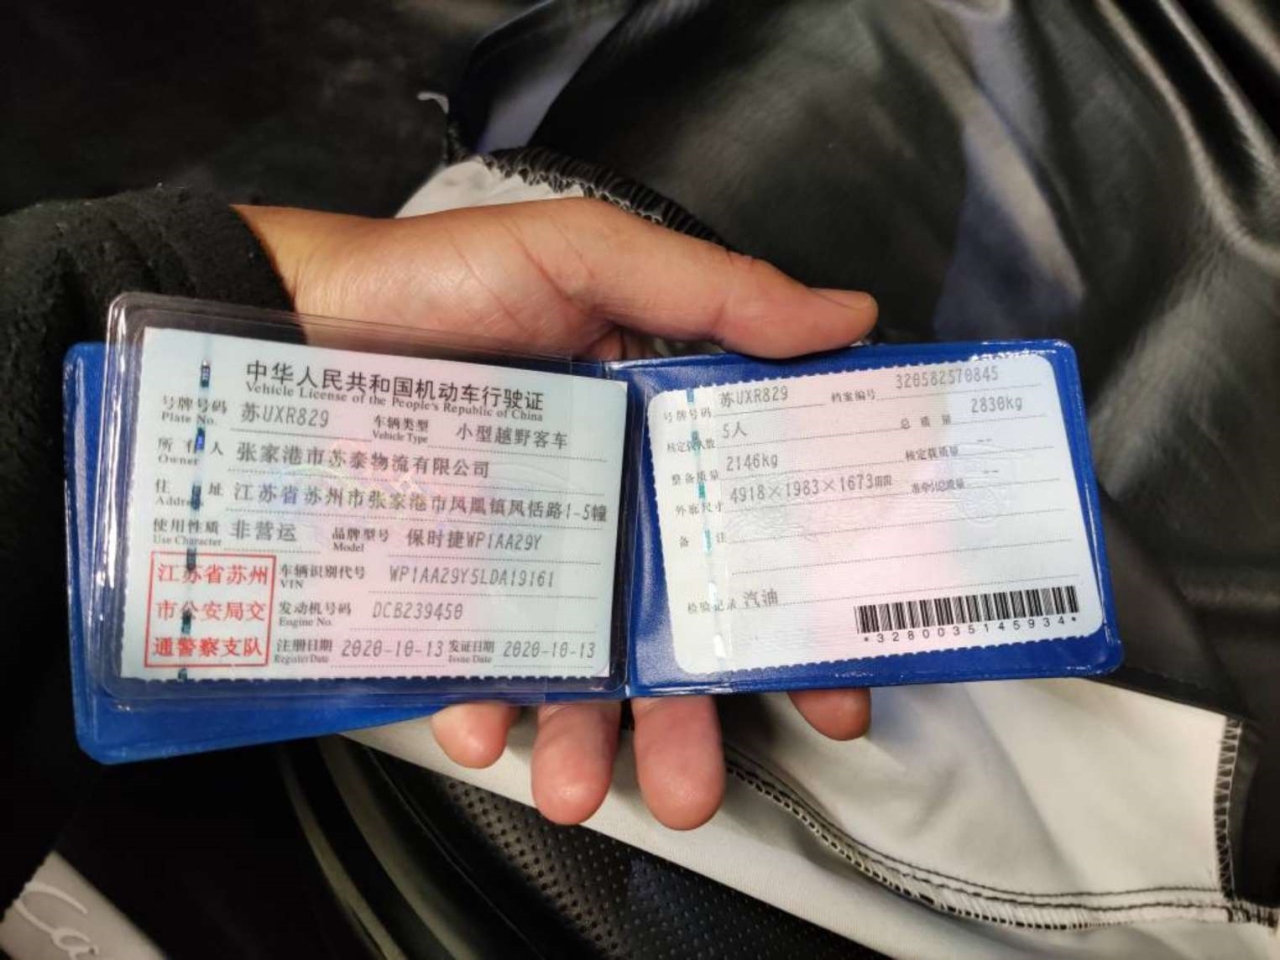 中华人民共和国机动车行驶证
Vehicle License of the People's Republic of China
号牌号码 苏UXR829 车辆类型 小型越野客车
Plate No. Vehicle Type
所有人 张家港市苏泰物流有限公司
Owner
住址 江苏省苏州市张家港市凤凰镇凤恬路1-5幢
Address
使用性质 非营运 品牌型号 保时捷WP1AA29Y
Use Character Model
江苏省苏州
市公安局交
通警察支队
车辆识别代号 WP1AA29Y5LDA19161
VIN
发动机号码 DCB239450
Engine No.
注册日期 2020-10-13 发证日期 2020-10-13
Register Date Issue Date
号牌号码 苏UXR829 档案编号 320582570845
核定载人数 5人 总质量 2830kg
整备质量 2146kg 核定载质量 --
外廓尺寸 4918×1983×1673mm 准牵引总质量 --
备注
检验记录 汽油
*3280035145934*